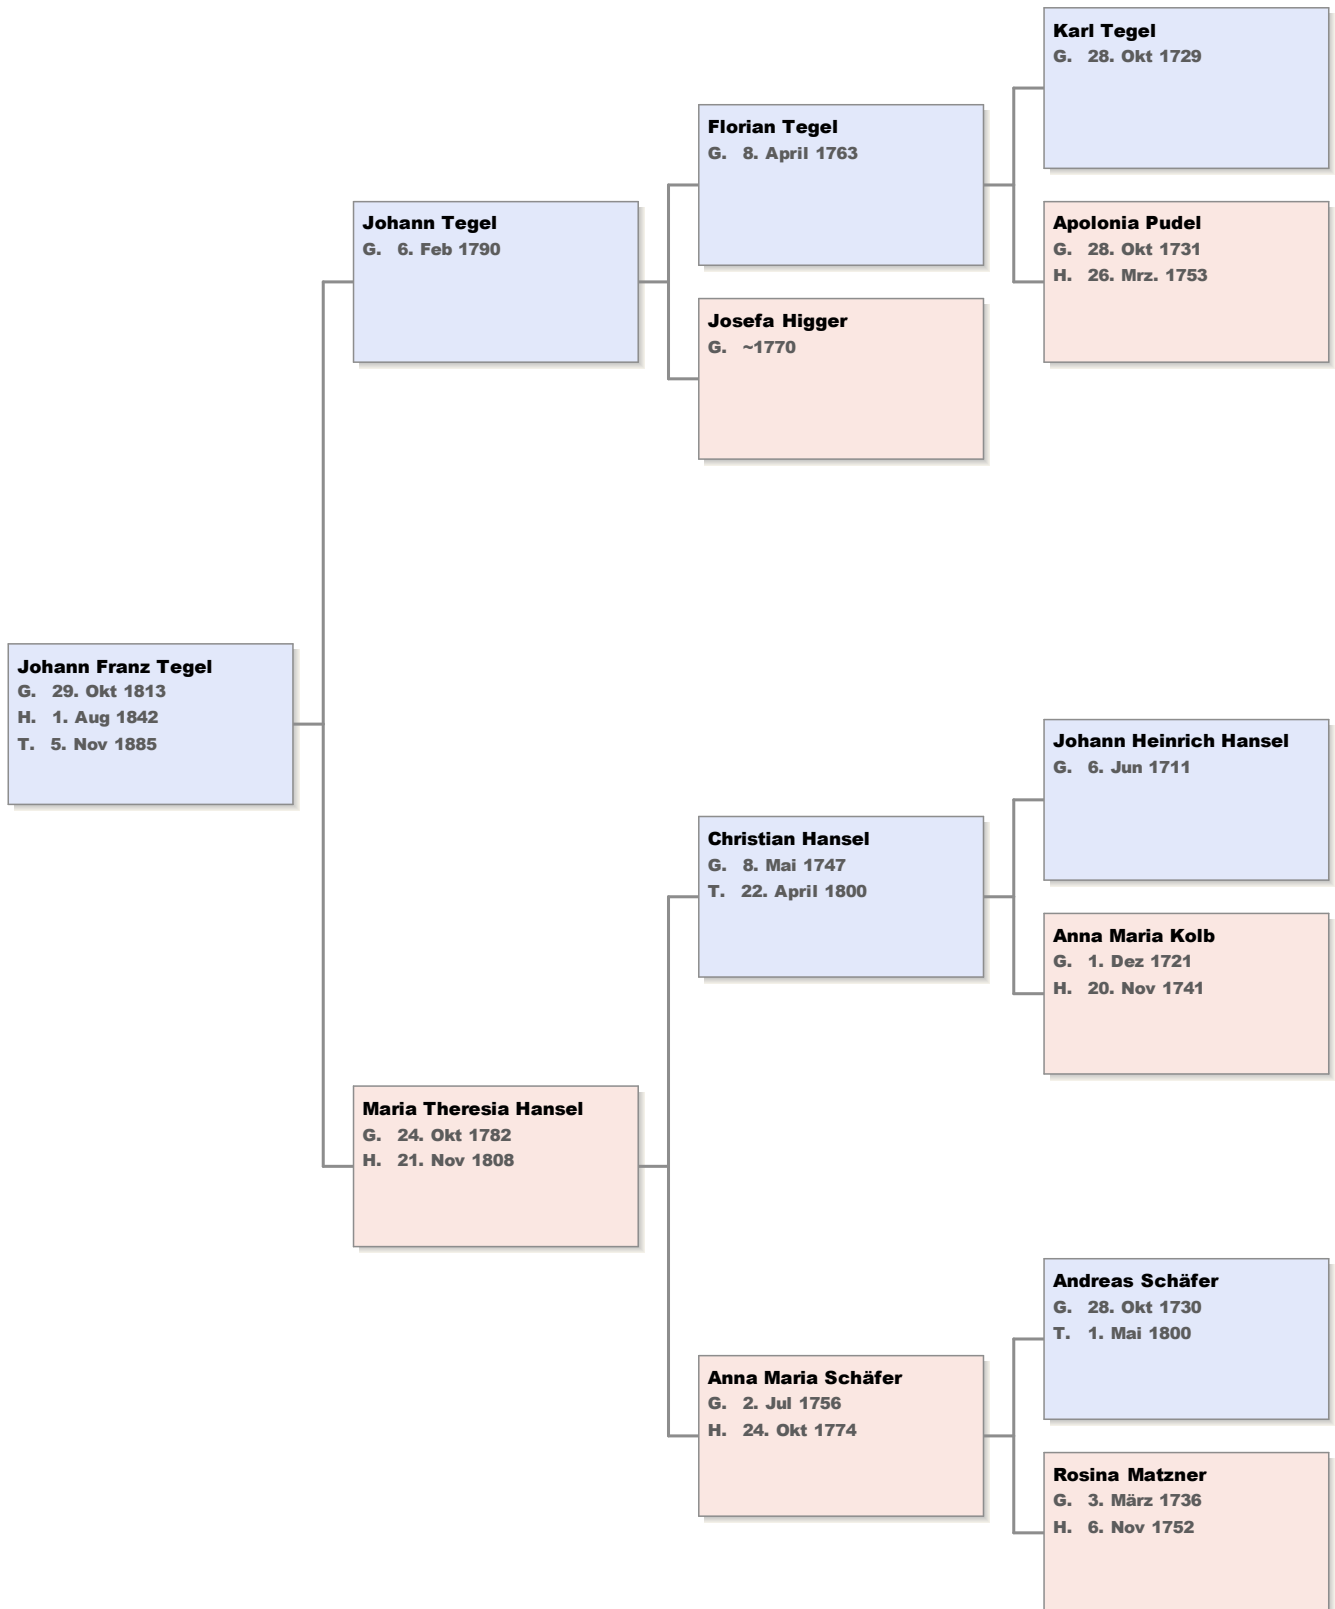 Karl Tegel
G. 28. Okt 1729
Florian Tegel
G. 8. April 1763
Johann Tegel
G. 6. Feb 1790
Apolonia Pudel
G. 28. Okt 1731
H. 26. Mrz. 1753
Josefa Higger
G. ~1770
Johann Franz Tegel
G. 29. Okt 1813
H. 1. Aug 1842
T. 5. Nov 1885
Johann Heinrich Hansel
G. 6. Jun 1711
Christian Hansel
G. 8. Mai 1747
T. 22. April 1800
Anna Maria Kolb
G. 1. Dez 1721
H. 20. Nov 1741
Maria Theresia Hansel
G. 24. Okt 1782
H. 21. Nov 1808
Andreas Schäfer
G. 28. Okt 1730
T. 1. Mai 1800
Anna Maria Schäfer
G. 2. Jul 1756
H. 24. Okt 1774
Rosina Matzner
G. 3. März 1736
H. 6. Nov 1752